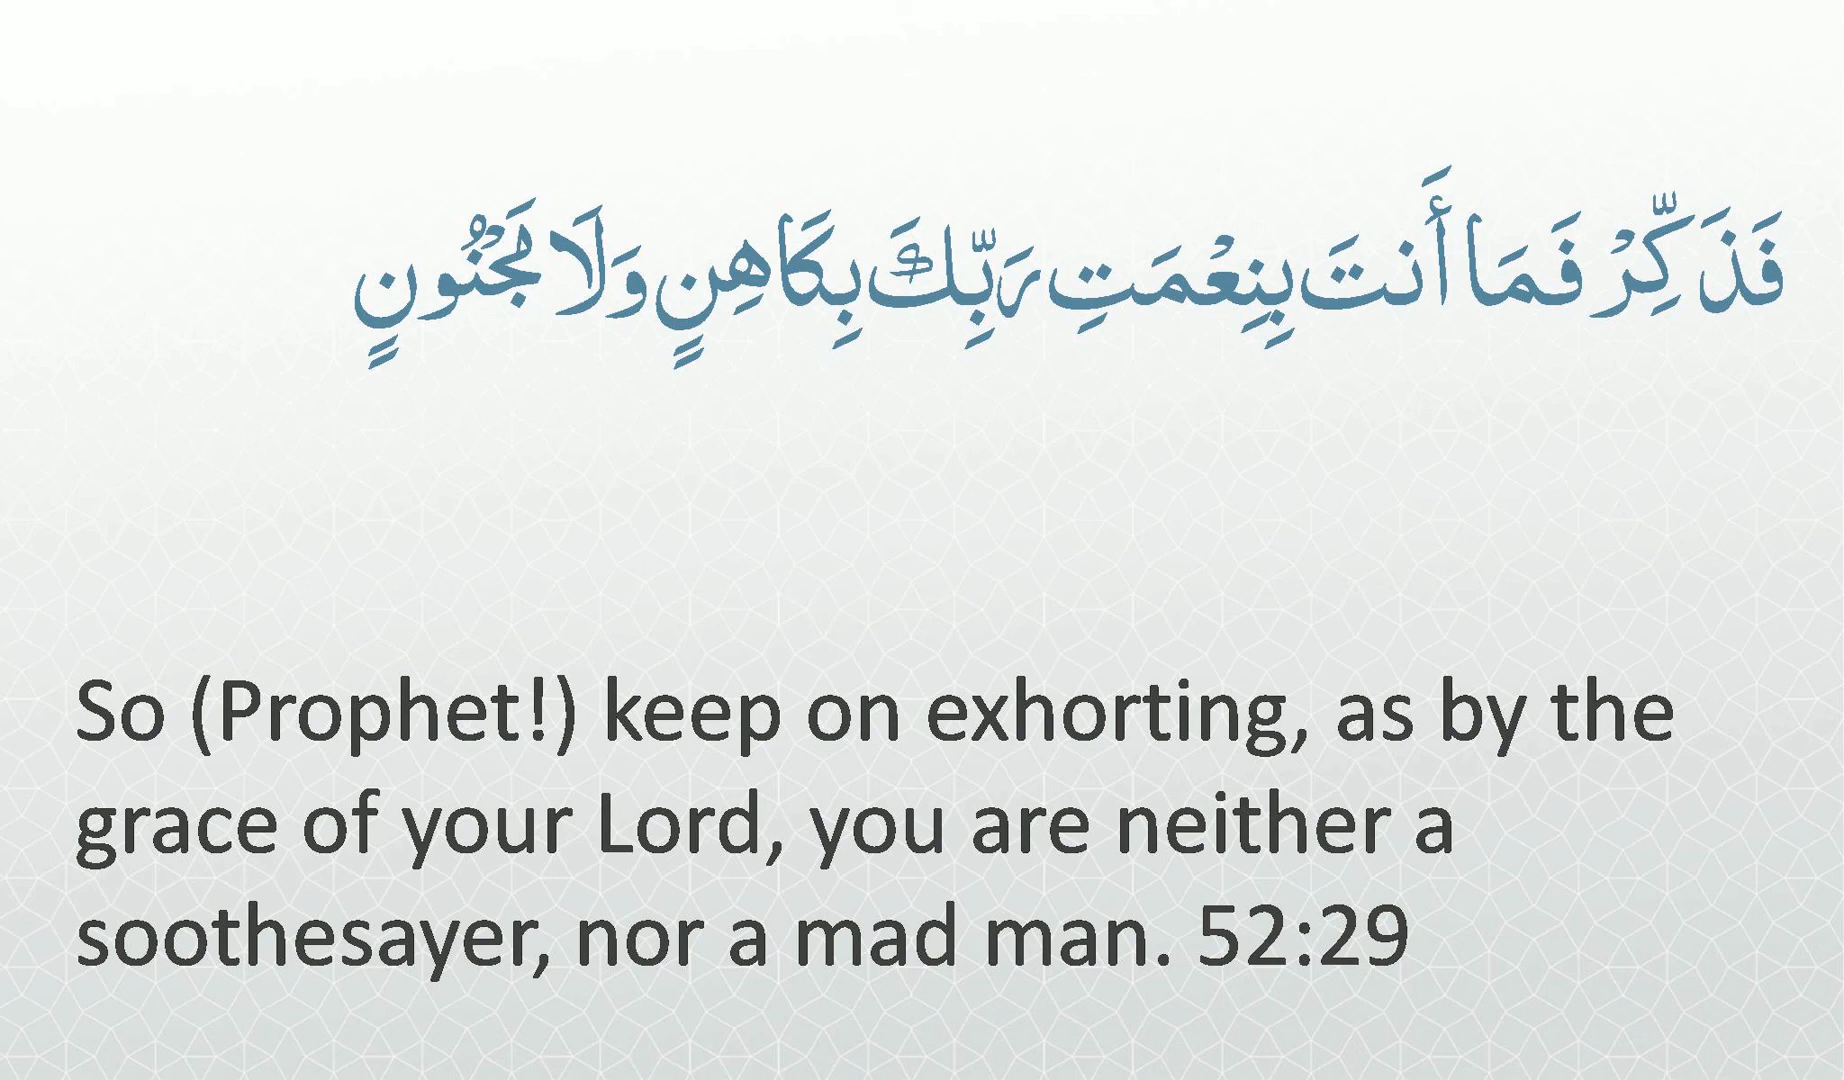 فَذَكِّرْ فَمَا أَنتَ بِنِعْمَتِ رَبِّكَ بِكَاهِنٍ وَلَا مَجْنُونٍ
So (Prophet!) keep on exhorting, as by the
grace of your Lord, you are neither a
soothesayer, nor a mad man. 52:29